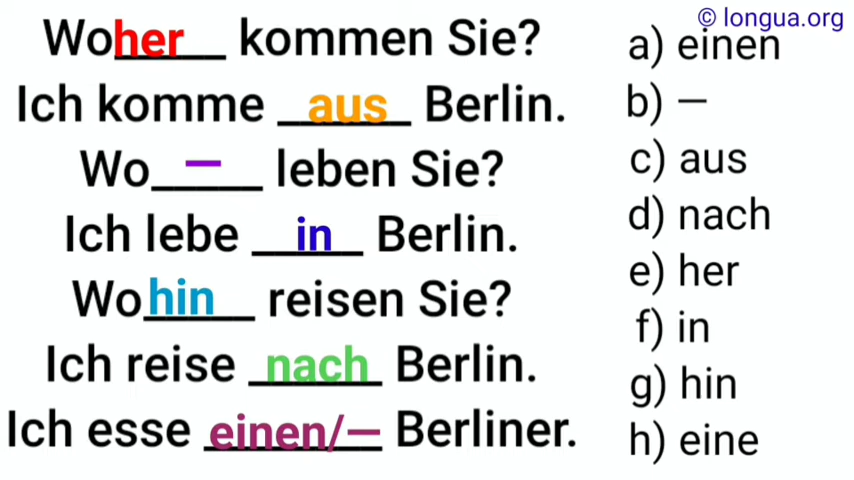 © longua.org
Woher kommen Sie?
Ich komme aus Berlin.
Wo – leben Sie?
Ich lebe in Berlin.
Wohin reisen Sie?
Ich reise nach Berlin.
Ich esse einen/– Berliner.
a) einen
b) –
c) aus
d) nach
e) her
f) in
g) hin
h) eine